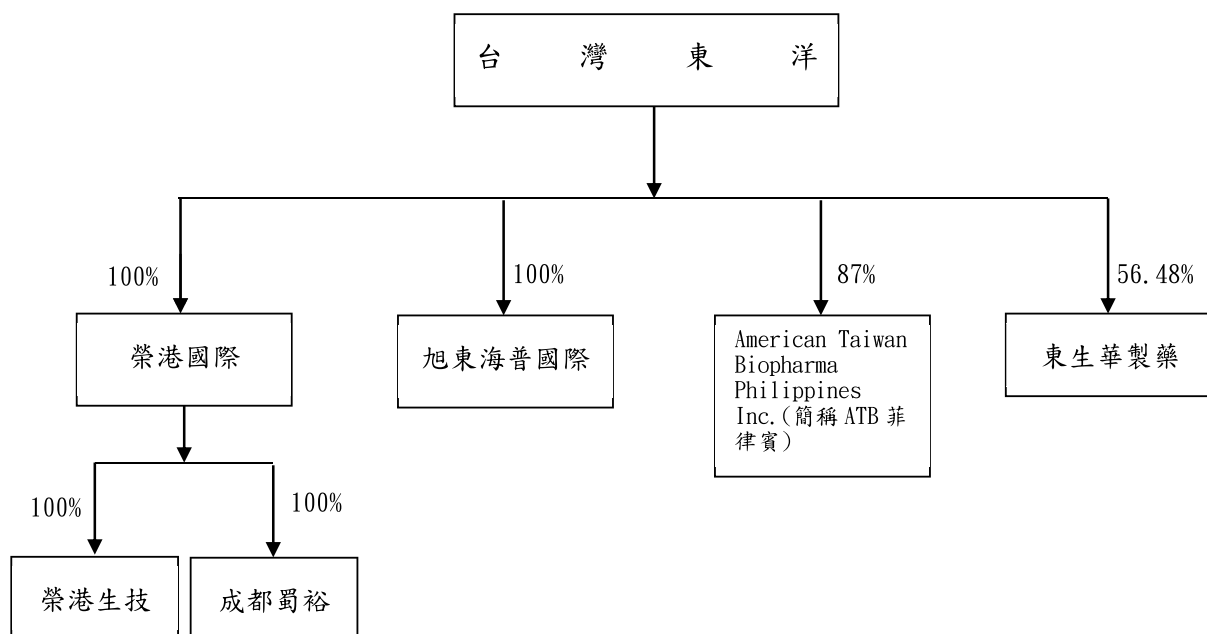 台灣東洋
100%
100%
87%
56.48%
榮港國際
旭東海普國際
American Taiwan
Biopharma
Philippines
Inc.(簡稱 ATB 菲
律賓)
東生華製藥
100%
100%
榮港生技
成都蜀裕